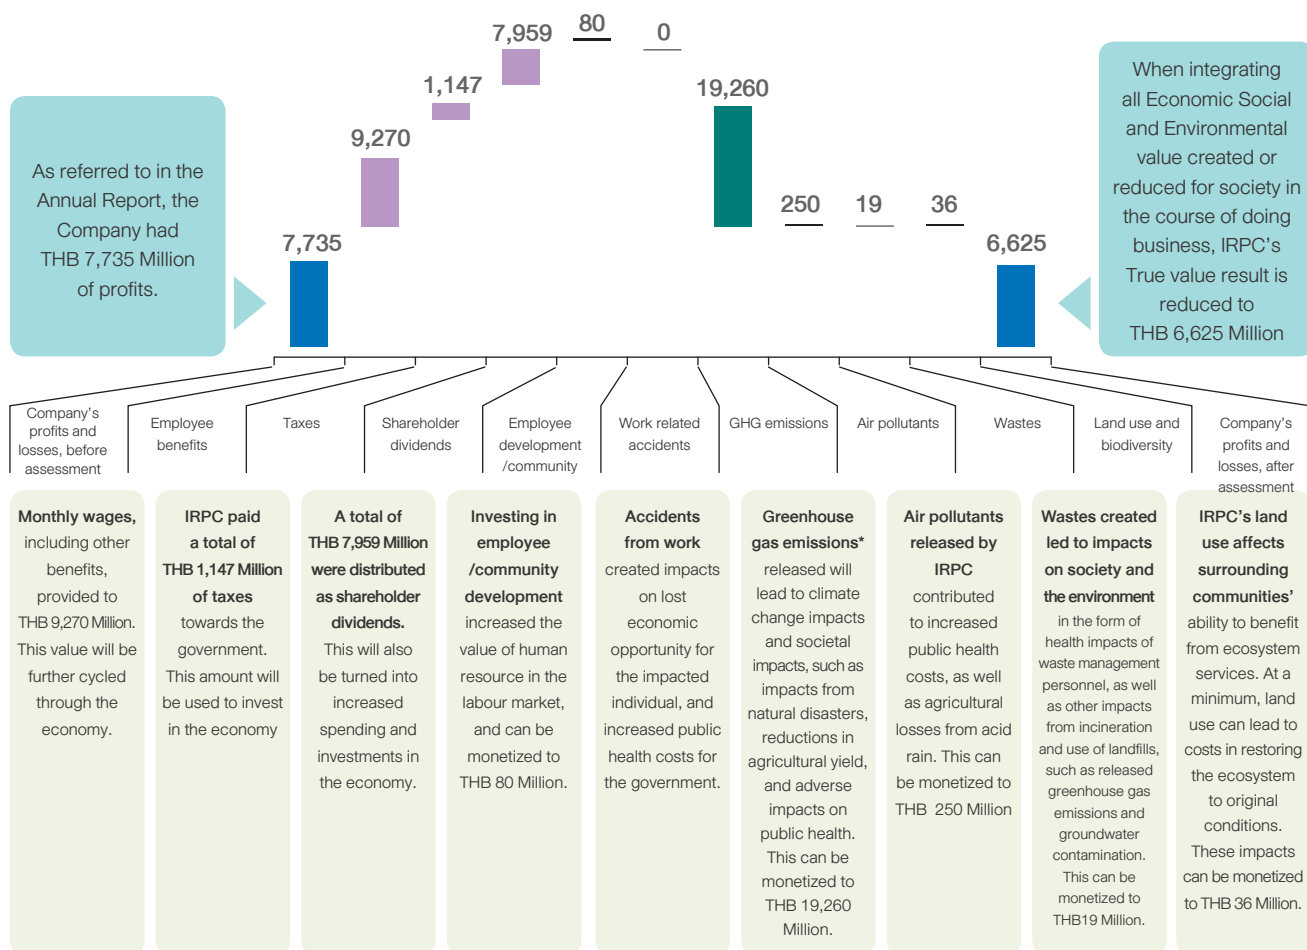 As referred to in the
Annual Report, the
Company had
THB 7,735 Million
of profits.
7,735
9,270
1,147
7,959
80
0
19,260
250
19
36
6,625
When integrating
all Economic Social
and Environmental
value created or
reduced for society in
the course of doing
business, IRPC's
True value result is
reduced to
THB 6,625 Million
Company's
profits and
losses, before
assessment
Employee
benefits
Taxes
Shareholder
dividends
Employee
development
/community
Work related
accidents
GHG emissions
Air pollutants
Wastes
Land use and
biodiversity
Company's
profits and
losses, after
assessment
Monthly wages,
including other
benefits,
provided to
THB 9,270 Million.
This value will be
further cycled
through the
economy.
IRPC paid
a total of
THB 1,147 Million
of taxes
towards the
government.
This amount will
be used to invest
in the economy
A total of
THB 7,959 Million
were distributed
as shareholder
dividends.
This will also
be turned into
increased
spending and
investments in
the economy.
Investing in
employee
/community
development
increased the
value of human
resource in the
labour market,
and can be
monetized to
THB 80 Million.
Accidents
from work
created impacts
on lost
economic
opportunity for
the impacted
individual, and
increased public
health costs for
the government.
Greenhouse
gas emissions*
released will
lead to climate
change impacts
and societal
impacts, such as
impacts from
natural disasters,
reductions in
agricultural yield,
and adverse
impacts on
public health.
This can be
monetized to
THB 19,260
Million.
Air pollutants
released by
IRPC
contributed
to increased
public health
costs, as well
as agricultural
losses from acid
rain. This can
be monetized to
THB 250 Million
Wastes created
led to impacts
on society and
the environment
in the form of
health impacts of
waste management
personnel, as well
as other impacts
from incineration
and use of landfills,
such as released
greenhouse gas
emissions and
groundwater
contamination.
This can be
monetized to
THB19 Million.
IRPC's land
use affects
surrounding
communities'
ability to benefit
from ecosystem
services. At a
minimum, land
use can lead to
costs in restoring
the ecosystem
to original
conditions.
These impacts
can be monetized
to THB 36 Million.